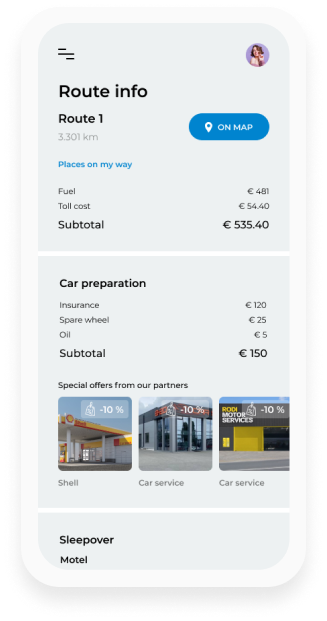 Route info
Route 1
3.301 km
ON MAP
Places on my way
Fuel € 481
Toll cost € 54.40
Subtotal € 535.40
Car preparation
Insurance € 120
Spare wheel € 25
Oil € 5
Subtotal € 150
Special offers from our partners
-10 % -10 % -10 %
RODI
MOTOR
SERVICES
Shell Car service Car service
Sleepover
Motel